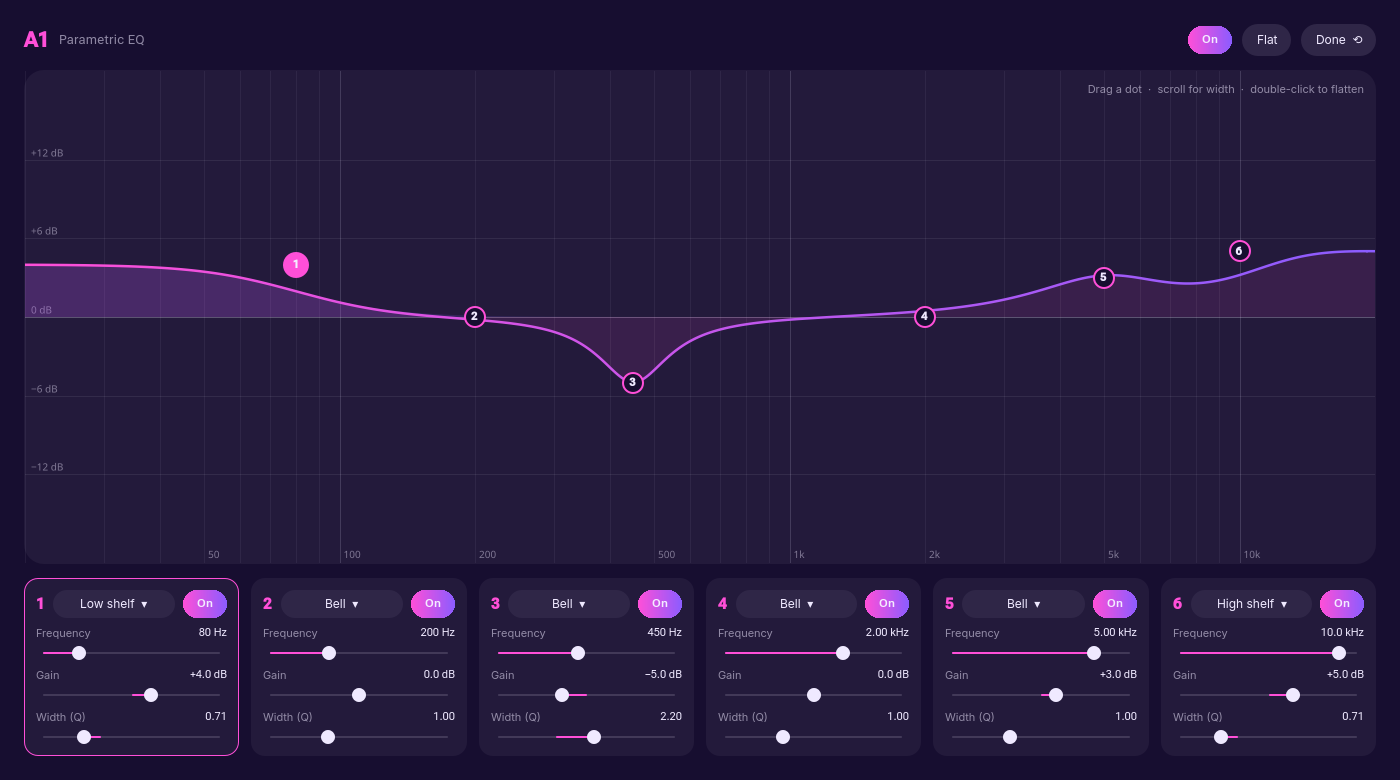 A1 Parametric EQ On Flat Done ⟲
Drag a dot · scroll for width · double-click to flatten
+12 dB
+6 dB
0 dB
−6 dB
−12 dB
1
2
3
4
5
6
50 100 200 500 1k 2k 5k 10k
1 Low shelf ▾ On
Frequency 80 Hz
Gain +4.0 dB
Width (Q) 0.71
2 Bell ▾ On
Frequency 200 Hz
Gain 0.0 dB
Width (Q) 1.00
3 Bell ▾ On
Frequency 450 Hz
Gain −5.0 dB
Width (Q) 2.20
4 Bell ▾ On
Frequency 2.00 kHz
Gain 0.0 dB
Width (Q) 1.00
5 Bell ▾ On
Frequency 5.00 kHz
Gain +3.0 dB
Width (Q) 1.00
6 High shelf ▾ On
Frequency 10.0 kHz
Gain +5.0 dB
Width (Q) 0.71